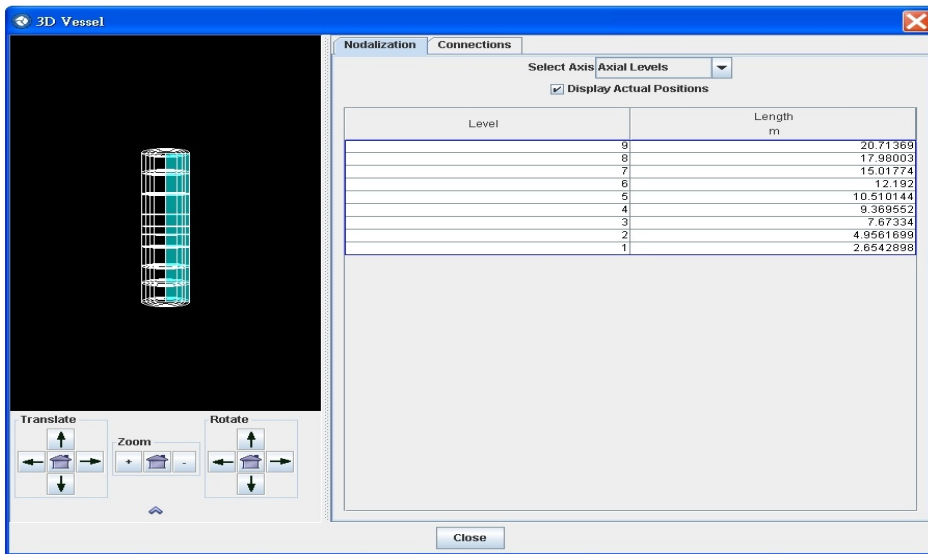 3D Vessel
Nodalization Connections
Select Axis Axial Levels
Display Actual Positions
Level Length
m
9 20.71369
8 17.98003
7 15.01774
6 12.192
5 10.510144
4 9.369552
3 7.67334
2 4.9561699
1 2.6542898
Translate Rotate
Zoom
+ -
Close